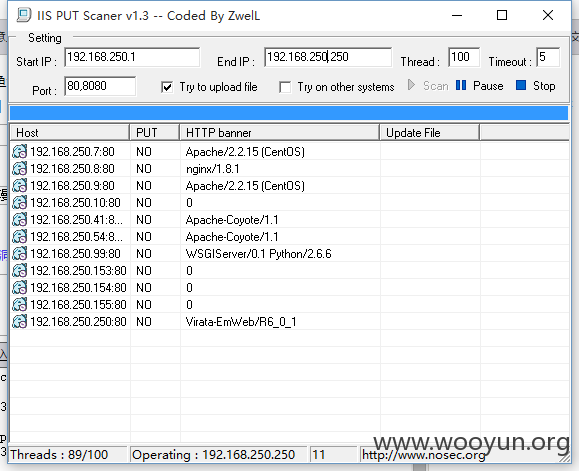 IIS PUT Scaner v1.3 -- Coded By ZwelL
Setting
Start IP : 192.168.250.1 End IP : 192.168.250.250 Thread : 100 Timeout : 5
Port : 80,8080 Try to upload file Try on other systems Scan Pause Stop
Host PUT HTTP banner Update File
192.168.250.7:80 NO Apache/2.2.15 (CentOS)
192.168.250.8:80 NO nginx/1.8.1
192.168.250.9:80 NO Apache/2.2.15 (CentOS)
192.168.250.10:80 NO 0
192.168.250.41:8... NO Apache-Coyote/1.1
192.168.250.54:8... NO Apache-Coyote/1.1
192.168.250.99:80 NO WSGIServer/0.1 Python/2.6.6
192.168.250.153:80 NO 0
192.168.250.154:80 NO 0
192.168.250.155:80 NO 0
192.168.250.250:80 NO Virata-EmWeb/R6_0_1
www.wooyun.org
Threads : 89/100 Operating : 192.168.250.250 11 http://www.nosec.org